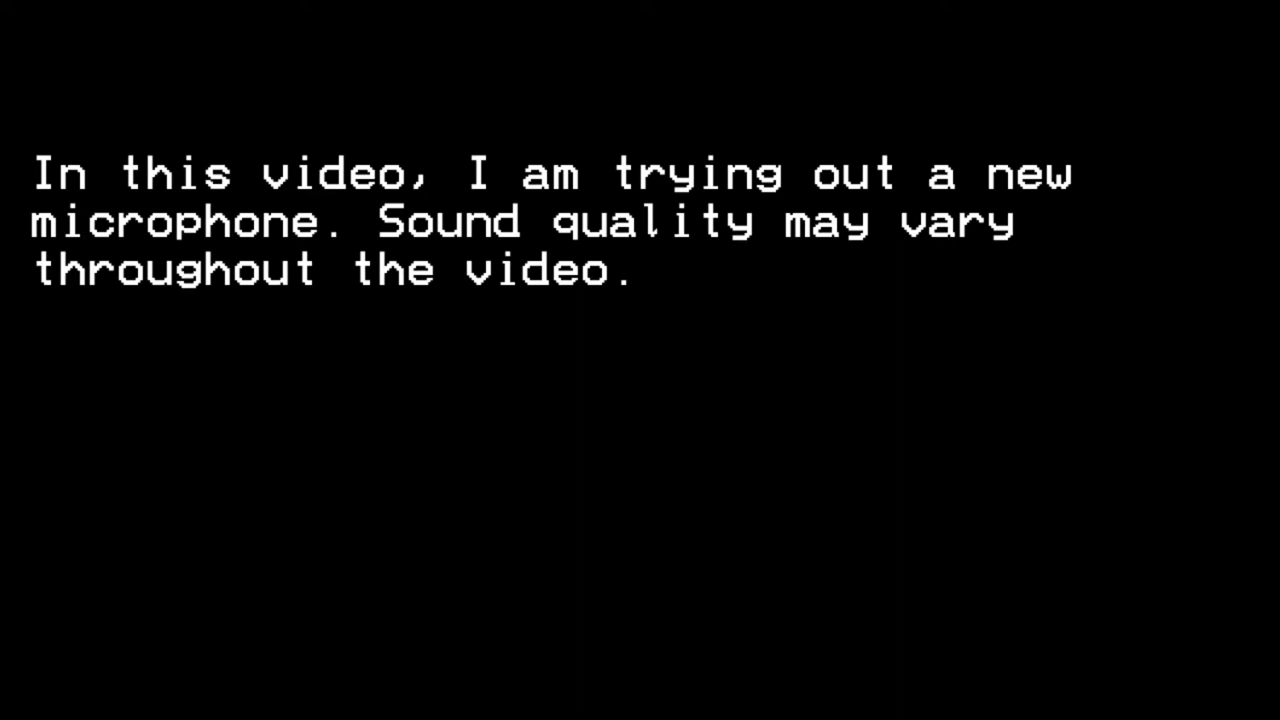 In this video, I am trying out a new
microphone. Sound quality may vary
throughout the video.